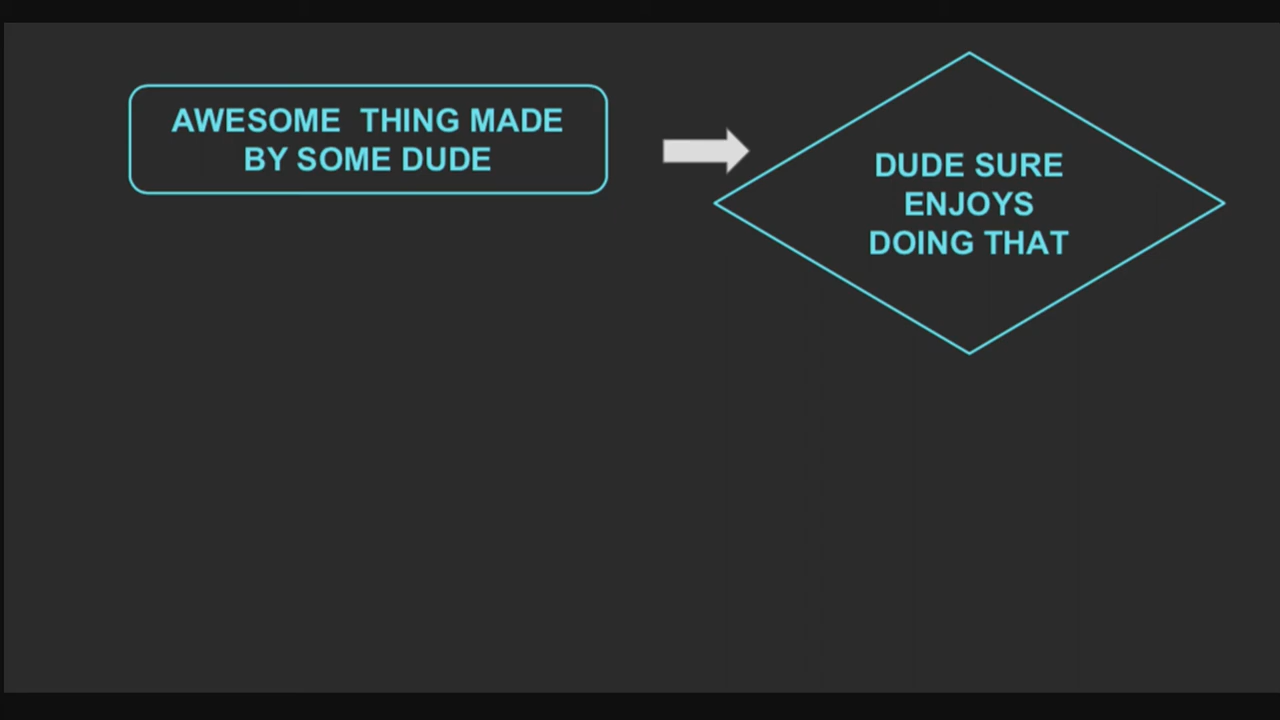 AWESOME THING MADE
BY SOME DUDE
DUDE SURE
ENJOYS
DOING THAT